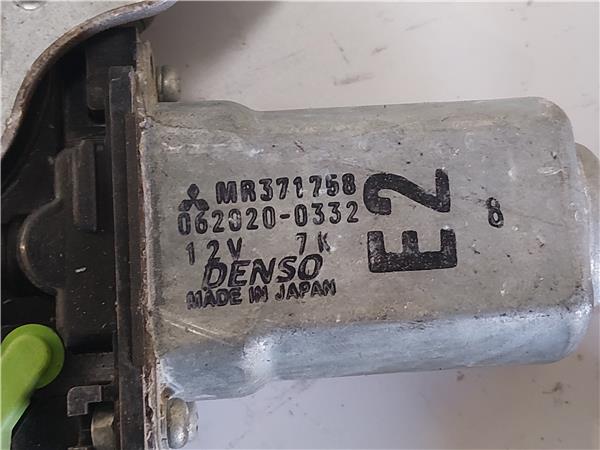 MR371758
062020-0332
12V 7K
DENSO
MADE IN JAPAN
E2
8